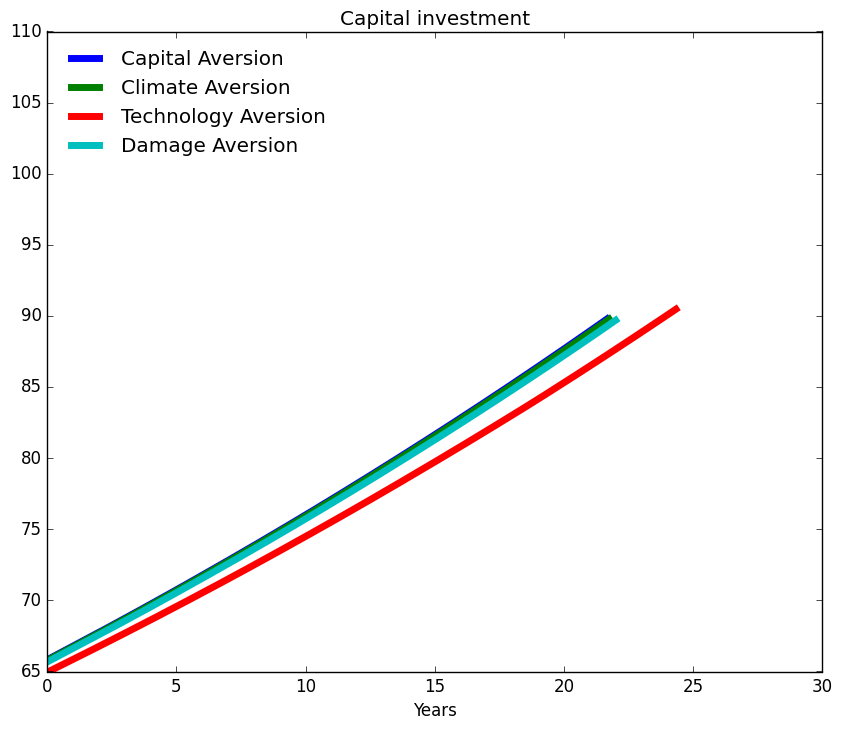 Capital investment
110
105
100
95
90
85
80
75
70
65
Capital Aversion
Climate Aversion
Technology Aversion
Damage Aversion
0 5 10 15 20 25 30
Years